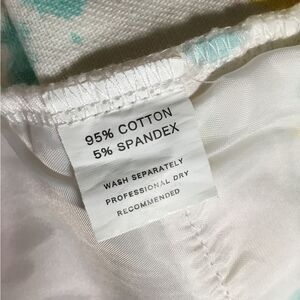 95% COTTON
5% SPANDEX
WASH SEPARATELY
PROFESSIONAL DRY
RECOMMENDED